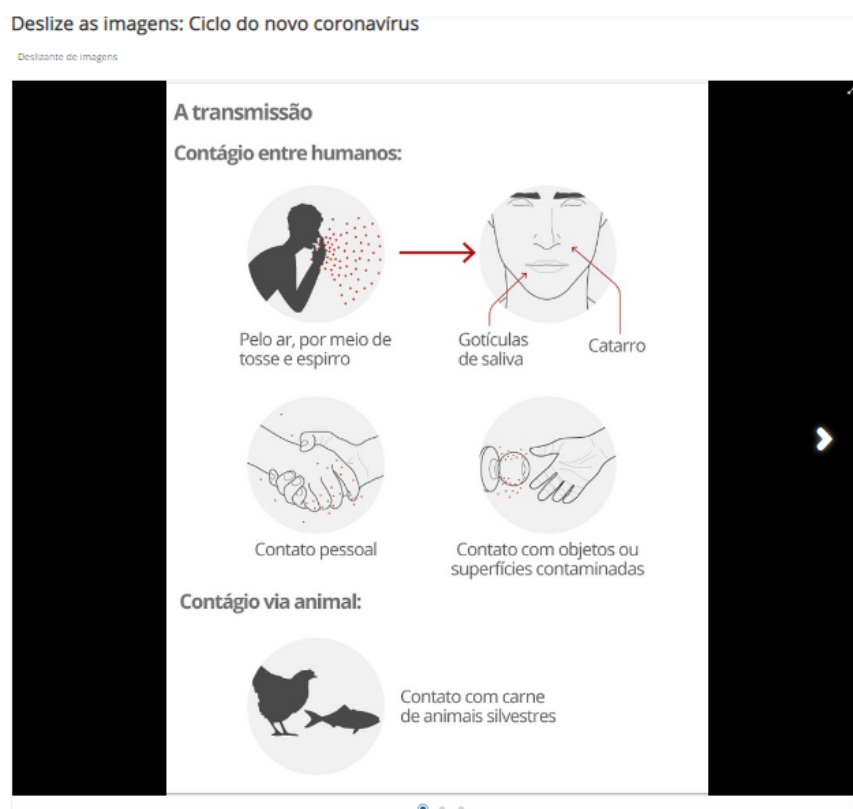 Deslize as imagens: Ciclo do novo coronavírus
Deslizante de imagens
A transmissão
Contágio entre humanos:
Pelo ar, por meio de
tosse e espirro
Gotículas
de saliva
Catarro
Contato pessoal
Contato com objetos ou
superfícies contaminadas
Contágio via animal:
Contato com carne
de animais silvestres